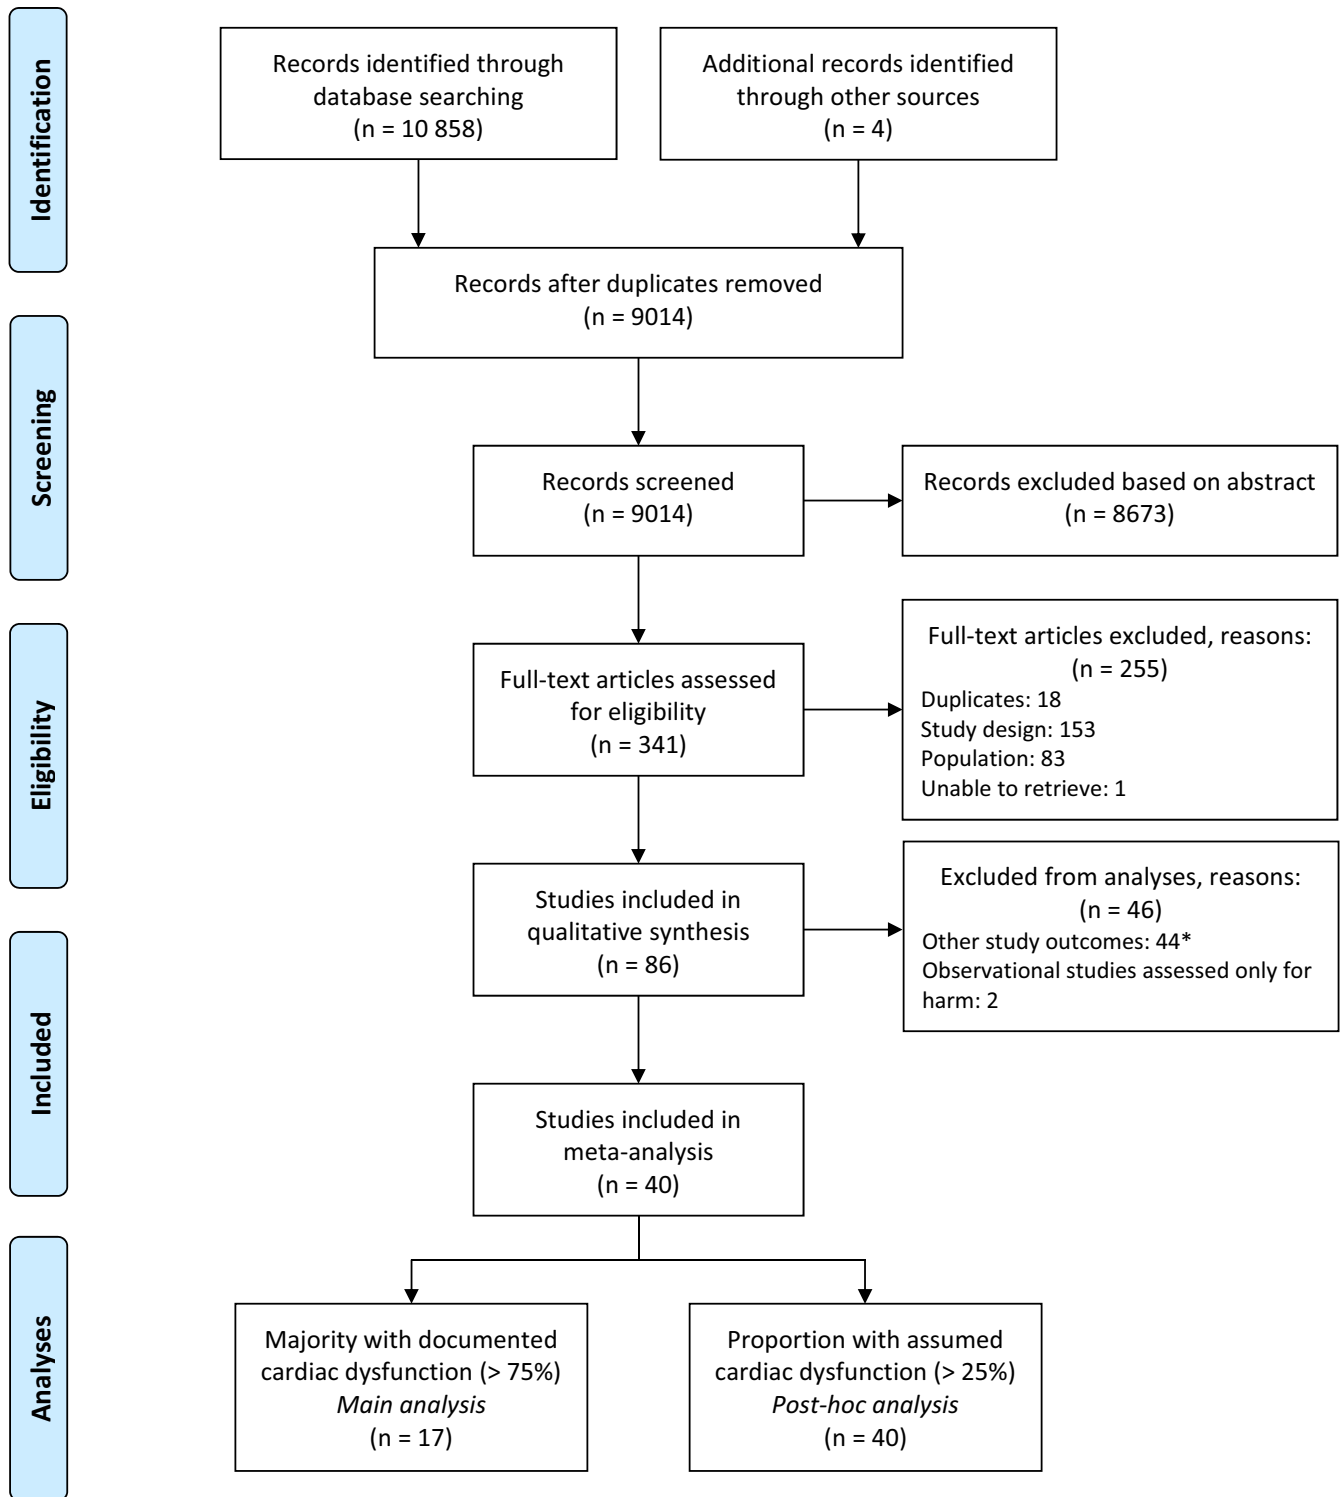 Identification
Records identified through
database searching
(n = 10 858)
Additional records identified
through other sources
(n = 4)
Records after duplicates removed
(n = 9014)
Screening
Records screened
(n = 9014)
Records excluded based on abstract
(n = 8673)
Eligibility
Full-text articles assessed
for eligibility
(n = 341)
Full-text articles excluded, reasons:
(n = 255)
Duplicates: 18
Study design: 153
Population: 83
Unable to retrieve: 1
Studies included in
qualitative synthesis
(n = 86)
Excluded from analyses, reasons:
(n = 46)
Other study outcomes: 44*
Observational studies assessed only for
harm: 2
Included
Studies included in
meta-analysis
(n = 40)
Analyses
Majority with documented
cardiac dysfunction (> 75%)
Main analysis
(n = 17)
Proportion with assumed
cardiac dysfunction (> 25%)
Post-hoc analysis
(n = 40)